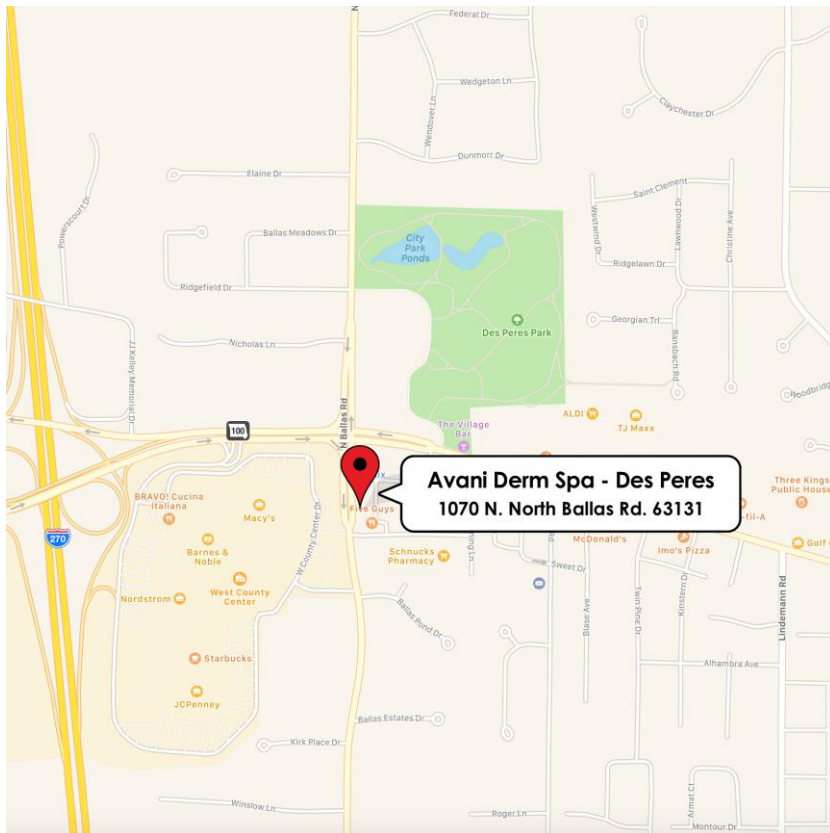 Federal Dr
Wedgeton Ln
Wendover Ln
Claychester Dr
Dunmorr Dr
Elaine Dr
Saint Clement
Powerscourt Dr
Westwind Dr
Lawnwood Dr
Christine Ave
Ballas Meadows Dr
City
Park
Ponds
Ridgelawn Dr
Ridgefield Dr
Des Peres Park
Georgian Trl
JJ Kelley Memorial Dr
Nicholas Ln
Bansbach Rd
N Ballas Rd
100
The Village
Bar
ALDI
TJ Maxx
Avani Derm Spa - Des Peres
1070 N. North Ballas Rd. 63131
BRAVO! Cucina
Italiana
Macy's
Five Guys
Three Kings
Public House
-fil-A
270
Barnes &
Noble
W County Center Dr
Schnucks
Pharmacy
McDonald's
Imo's Pizza
Golf
Sweet Dr
Nordstrom
West County
Center
Ballas Pond Dr
Blase Ave
Twin Pine Dr
Kinstern Dr
Lindemann Rd
Starbucks
Alhambra Ave
JCPenney
Ballas Estates Dr
Kirk Place Dr
Winslow Ln
Roger Ln
Armat Ct
Montour Dr